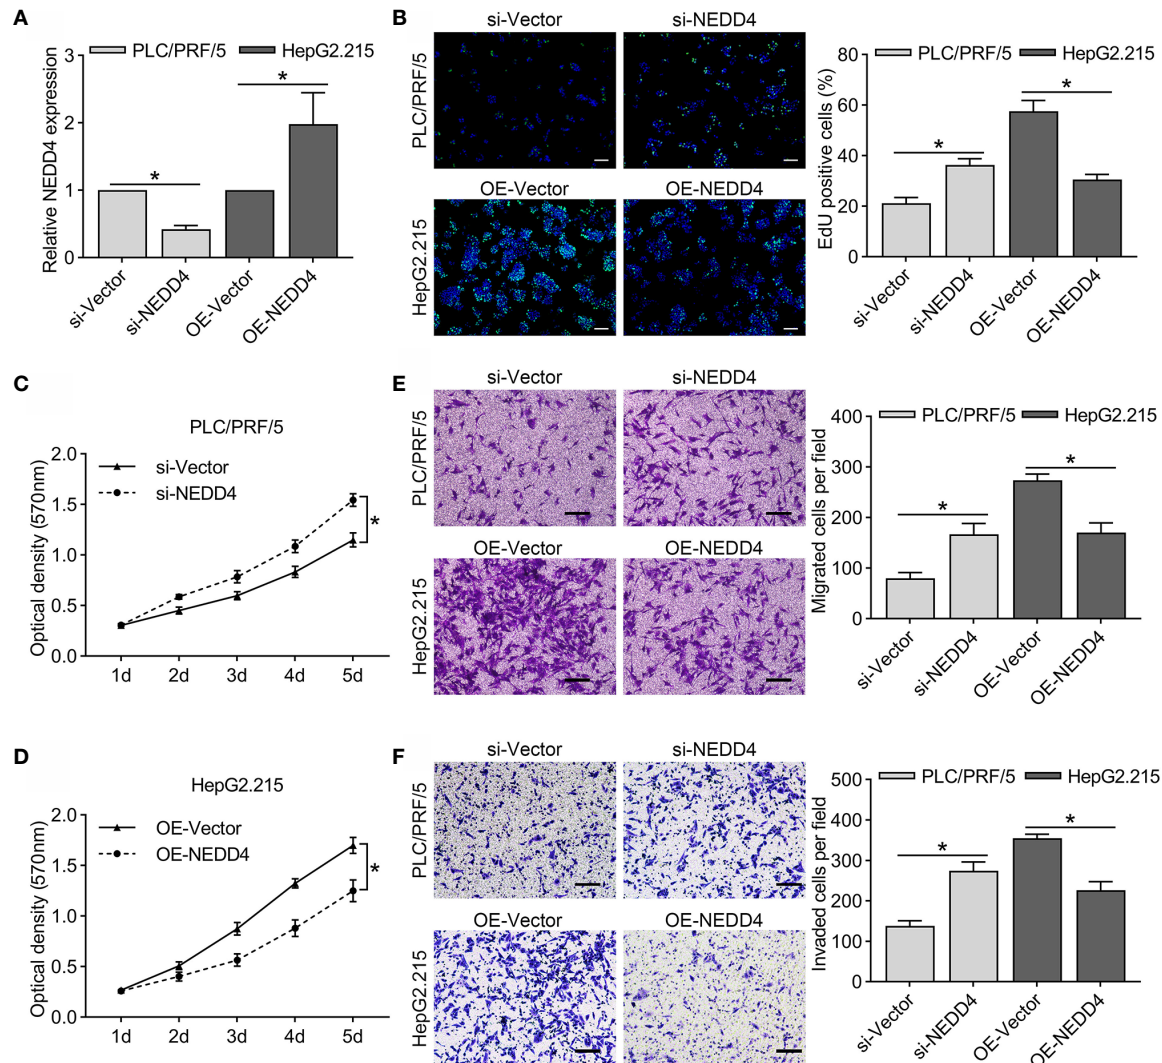 A
PLC/PRF/5 HepG2.215
Relative NEDD4 expression
3
2
1
0
*
*
si-Vector
si-NEDD4
OE-Vector
OE-NEDD4
B
si-Vector si-NEDD4
PLC/PRF/5
OE-Vector OE-NEDD4
HepG2.215
PLC/PRF/5 HepG2.215
EdU positive cells (%)
80
60
40
20
0
*
*
si-Vector
si-NEDD4
OE-Vector
OE-NEDD4
C
PLC/PRF/5
si-Vector
si-NEDD4
Optical density (570nm)
2.0
1.5
1.0
0.5
0.0
*
1d 2d 3d 4d 5d
E
si-Vector si-NEDD4
PLC/PRF/5
OE-Vector OE-NEDD4
HepG2.215
PLC/PRF/5 HepG2.215
Migrated cells per field
400
300
200
100
0
*
*
si-Vector
si-NEDD4
OE-Vector
OE-NEDD4
D
HepG2.215
OE-Vector
OE-NEDD4
Optical density (570nm)
2.0
1.5
1.0
0.5
0.0
*
1d 2d 3d 4d 5d
F
si-Vector si-NEDD4
PLC/PRF/5
OE-Vector OE-NEDD4
HepG2.215
PLC/PRF/5 HepG2.215
Invaded cells per field
500
400
300
200
100
0
*
*
si-Vector
si-NEDD4
OE-Vector
OE-NEDD4